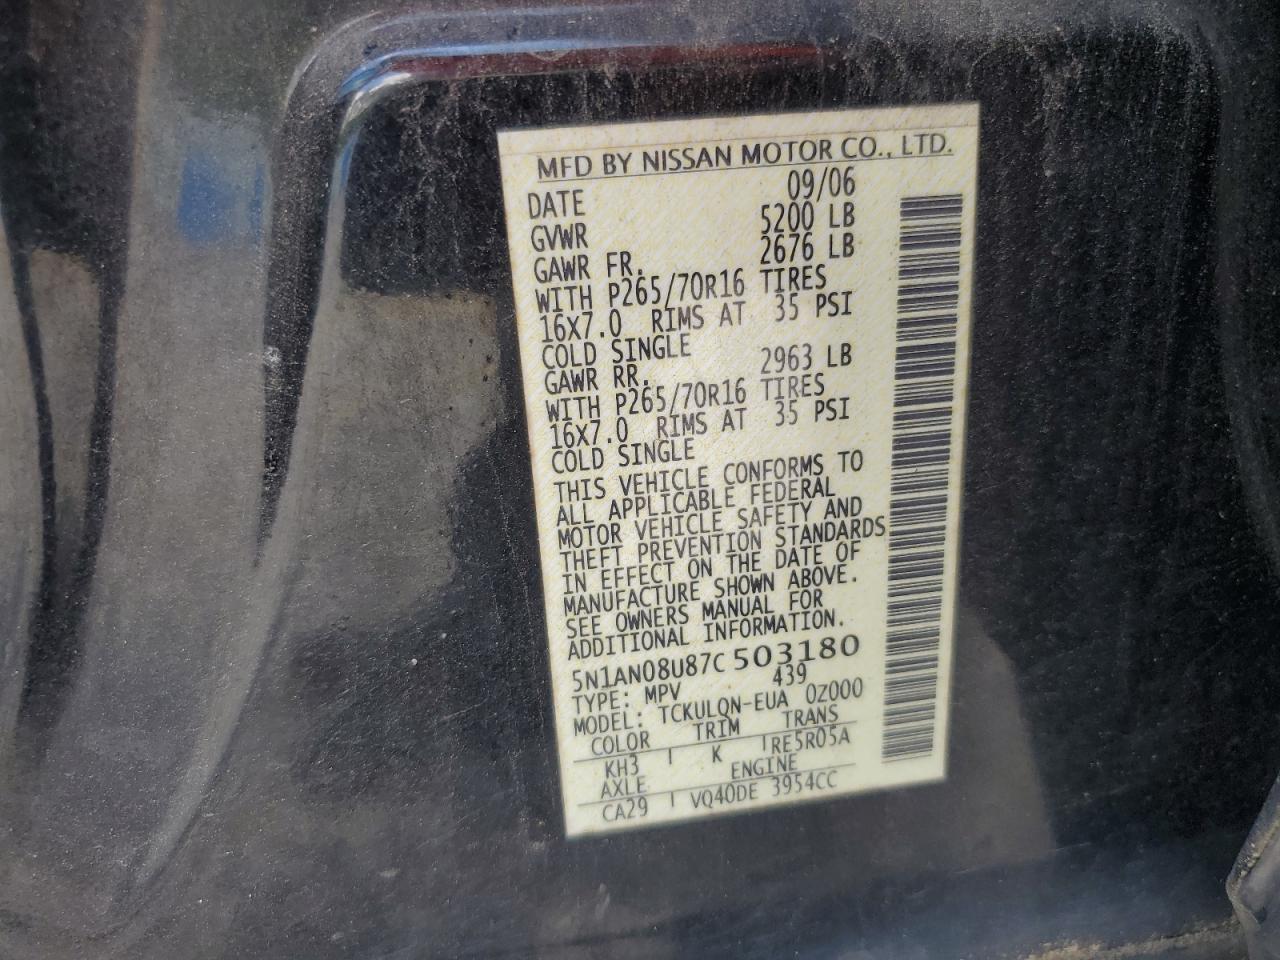 MFD BY NISSAN MOTOR CO., LTD.
DATE 09/06
GVWR 5200 LB
GAWR FR. 2676 LB
WITH P265/70R16 TIRES
16X7.0 RIMS AT 35 PSI
COLD SINGLE
GAWR RR. 2963 LB
WITH P265/70R16 TIRES
16X7.0 RIMS AT 35 PSI
COLD SINGLE
THIS VEHICLE CONFORMS TO
ALL APPLICABLE FEDERAL
MOTOR VEHICLE SAFETY AND
THEFT PREVENTION STANDARDS
IN EFFECT ON THE DATE OF
MANUFACTURE SHOWN ABOVE.
SEE OWNERS MANUAL FOR
ADDITIONAL INFORMATION.
5N1AN08U87C503180
TYPE: MPV 439
MODEL: TCKULQN-EUA 0Z000
COLOR TRIM TRANS
KH3 K RE5R05A
AXLE ENGINE
CA29 VQ40DE 3954CC